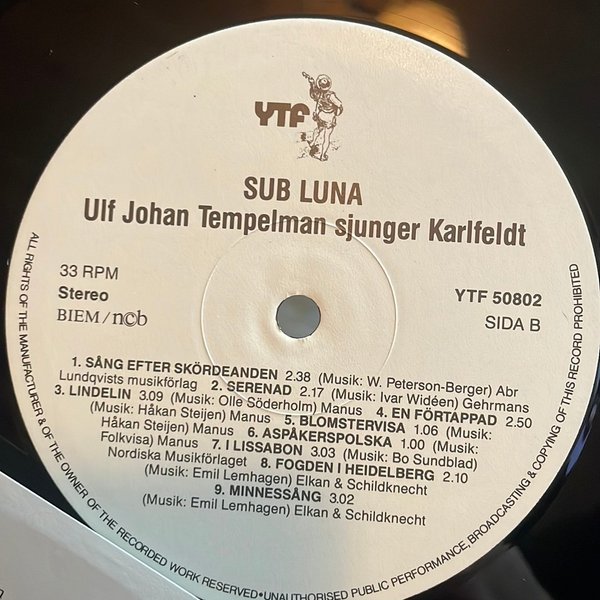 YTF
SUB LUNA
Ulf Johan Tempelman sjunger Karlfeldt
33 RPM
Stereo
BIEM/ncb
YTF 50802
SIDA B
1. SÅNG EFTER SKÖRDEANDEN 2.38 (Musik: W. Peterson-Berger) Abr
Lundqvists musikförlag 2. SERENAD 2.17 (Musik: Ivar Widéen) Gehrmans
3. LINDELIN 3.09 (Musik: Olle Söderholm) Manus 4. EN FÖRTAPPAD 2.50
(Musik: Håkan Steijen) Manus 5. BLOMSTERVISA 1.06 (Musik:
Håkan Steijen) Manus 6. ASPÅKERSPOLSKA 1.00 (Musik:
Folkvisa) Manus 7. I LISSABON 3.03 (Musik: Bo Sundblad)
Nordiska Musikförlaget 8. FOGDEN I HEIDELBERG 2.10
(Musik: Emil Lemhagen) Elkan & Schildknecht
9. MINNESSÅNG 3.02
(Musik: Emil Lemhagen) Elkan & Schildknecht
ALL RIGHTS OF THE MANUFACTURER & OF THE OWNER OF THE RECORDED WORK RESERVED•UNAUTHORISED PUBLIC PERFORMANCE, BROADCASTING & COPYING OF THIS RECORD PROHIBITED